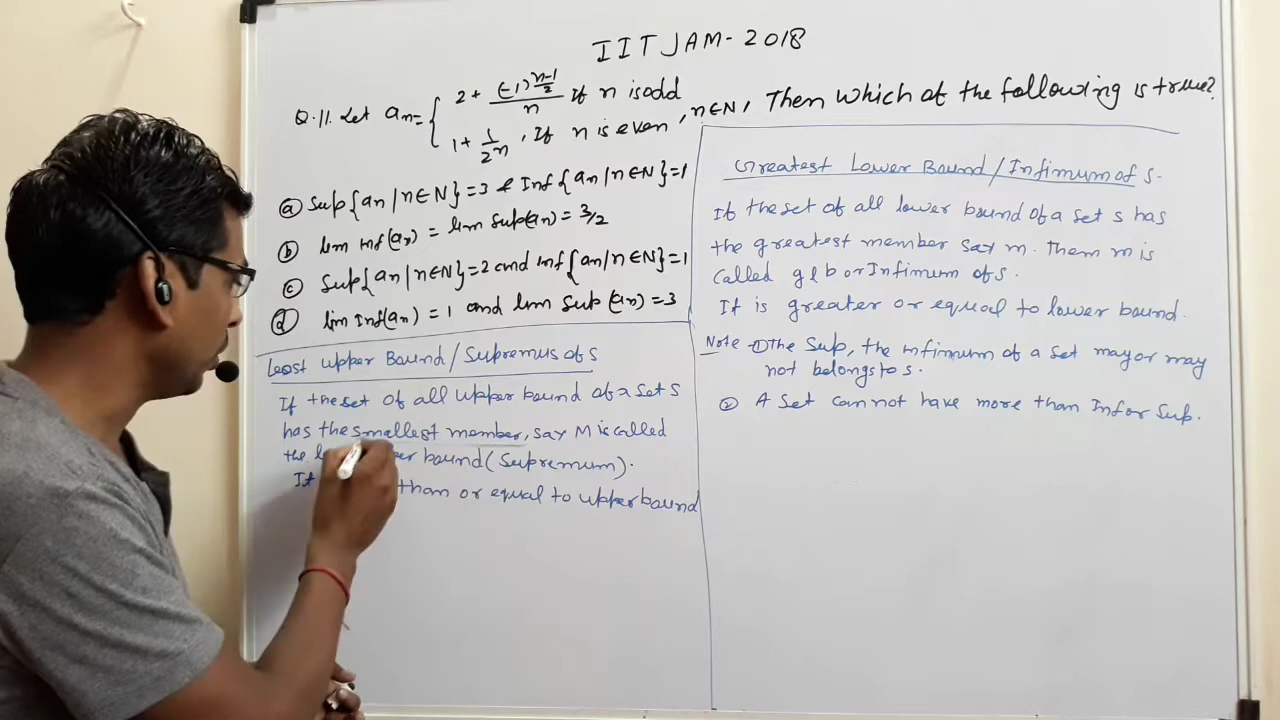 IIT JAM-2018
Q.11. Let an = { 2 + (-1)^(n-1)/2 / n If n is odd
1 + 1/2^n , If n is even , n∈N, Then which of the following is true?
(a) Sup{an/n∈N}=3 & Inf{an/n∈N}=1
(b) lim inf(an) = lim sup(an) = 3/2
(c) Sup{an/n∈N}=2 and inf{an/n∈N}=1
(d) lim Inf(an) = 1 and lim sup(an) = 3
Least upper Bound/Supremus of S
If the set of all upper bound of a set S
has the smallest member, say M is called
the bound (Supremum).
It than or equal to upper bound
Greatest Lower Bound/Infimum of S.
If the set of all lower bound of a set S has
the greatest member say m. Them m is
called g l b or Infimum of S.
It is greater or equal to lower bound.
Note - ① The Sup, the infimum of a set may or may
not belongs to S.
② A Set cannot have more than Inf or Sup.